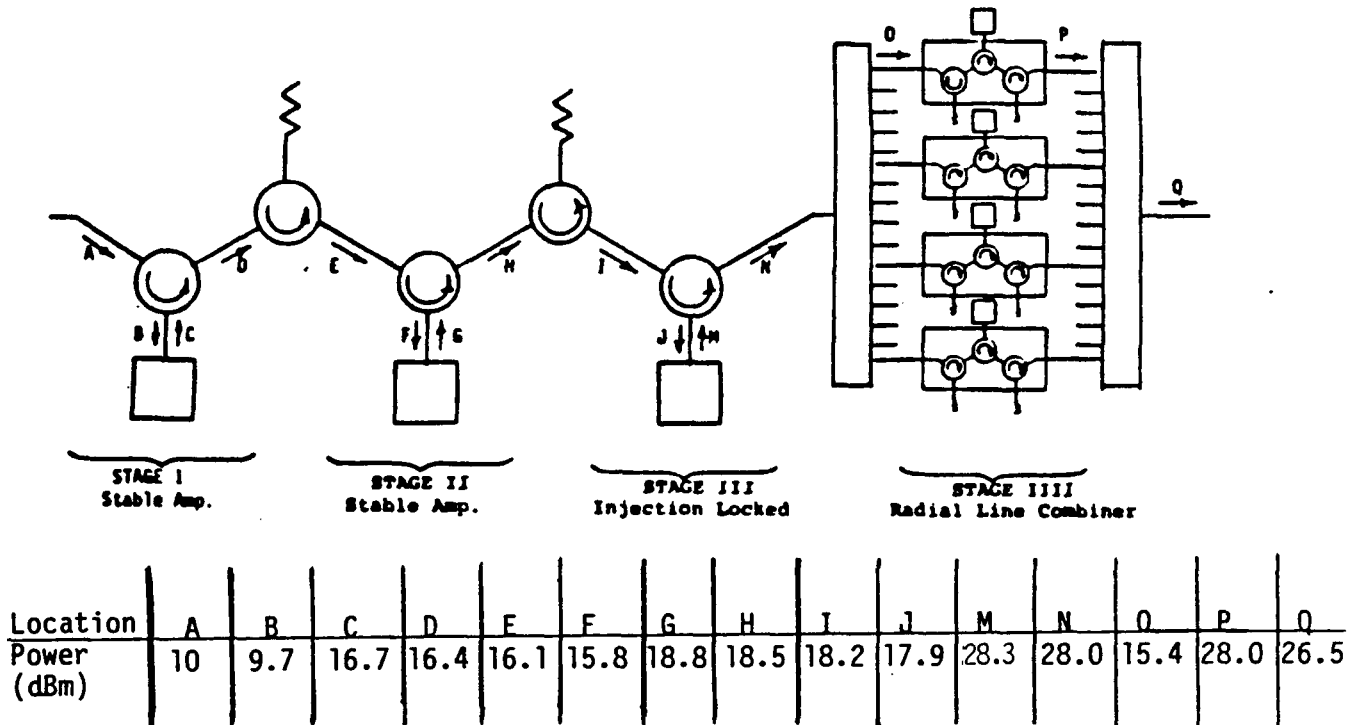 O P
Q
A D E H I N
B C F G J M
STAGE I STAGE II STAGE III STAGE IIII
Stable Amp. Stable Amp. Injection Locked Radial Line Combiner
Location A B C D E F G H I J M N O P Q
Power 10 9.7 16.7 16.4 16.1 15.8 18.8 18.5 18.2 17.9 28.3 28.0 15.4 28.0 26.5
(dBm)